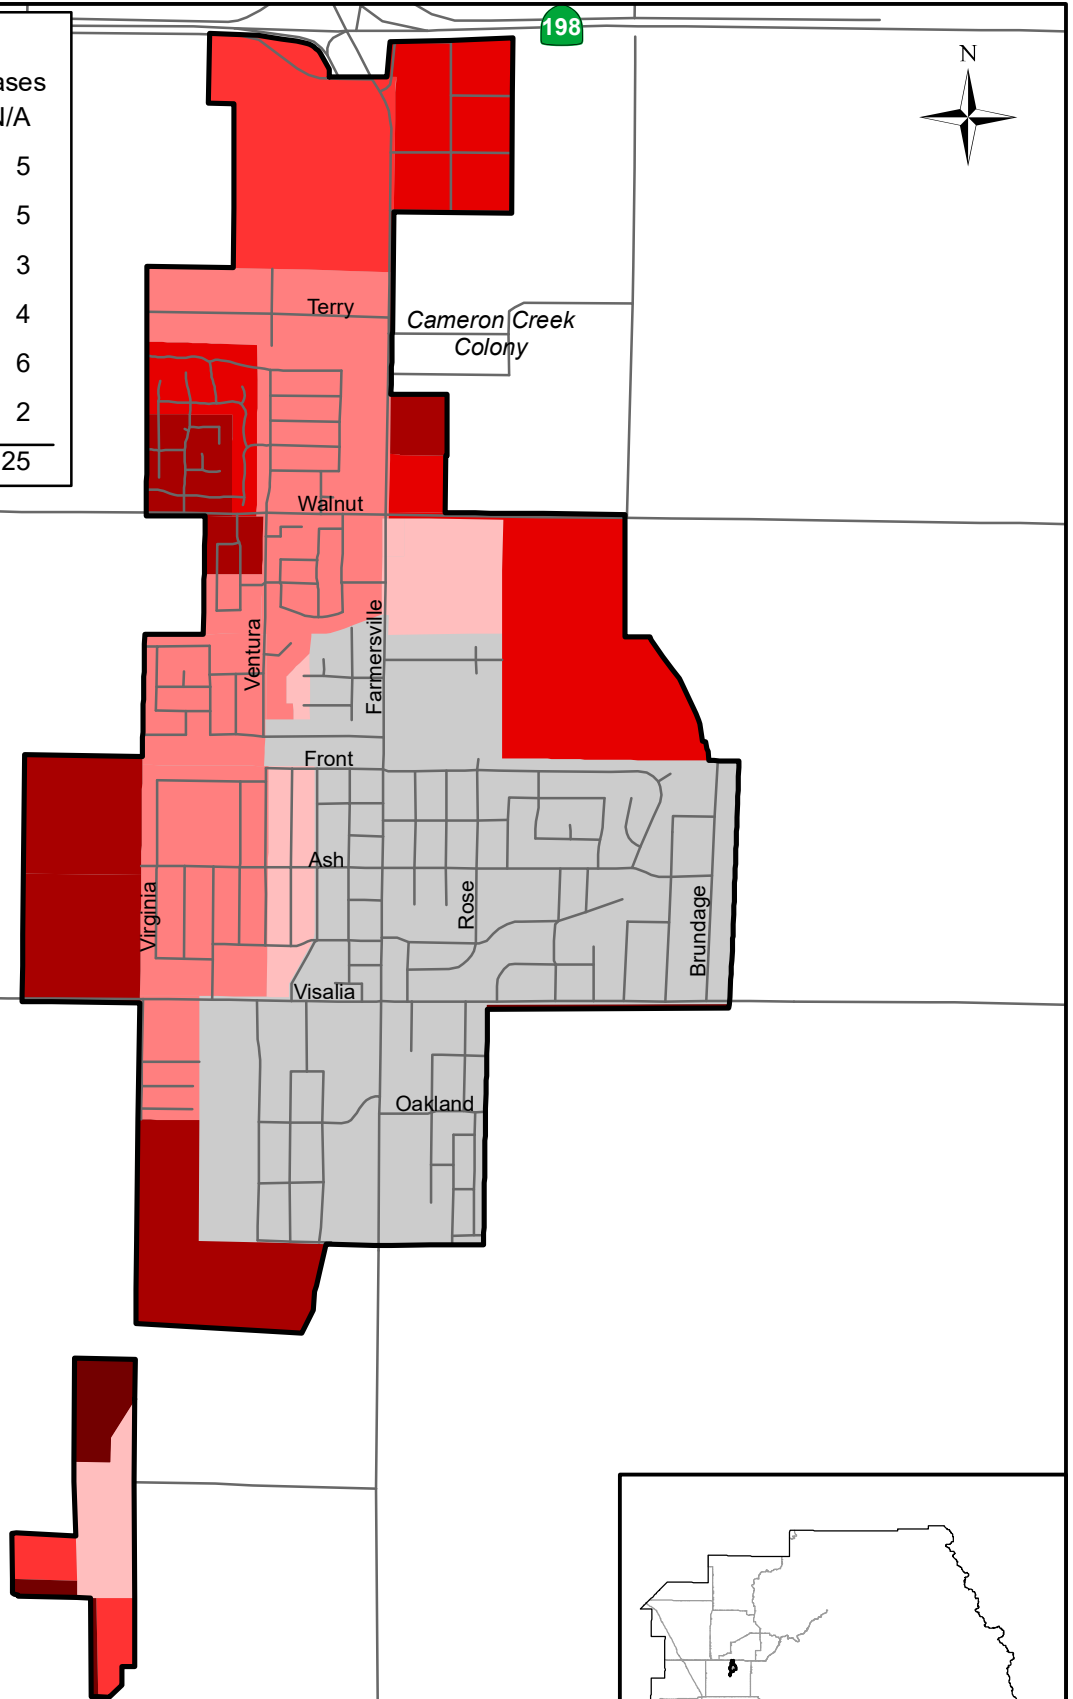 198
N
ases
N/A
5
5
3
4
6
2
25
Terry
Cameron Creek
Colony
Walnut
Ventura
Farmersville
Front
Ash
Virginia
Rose
Brundage
Visalia
Oakland